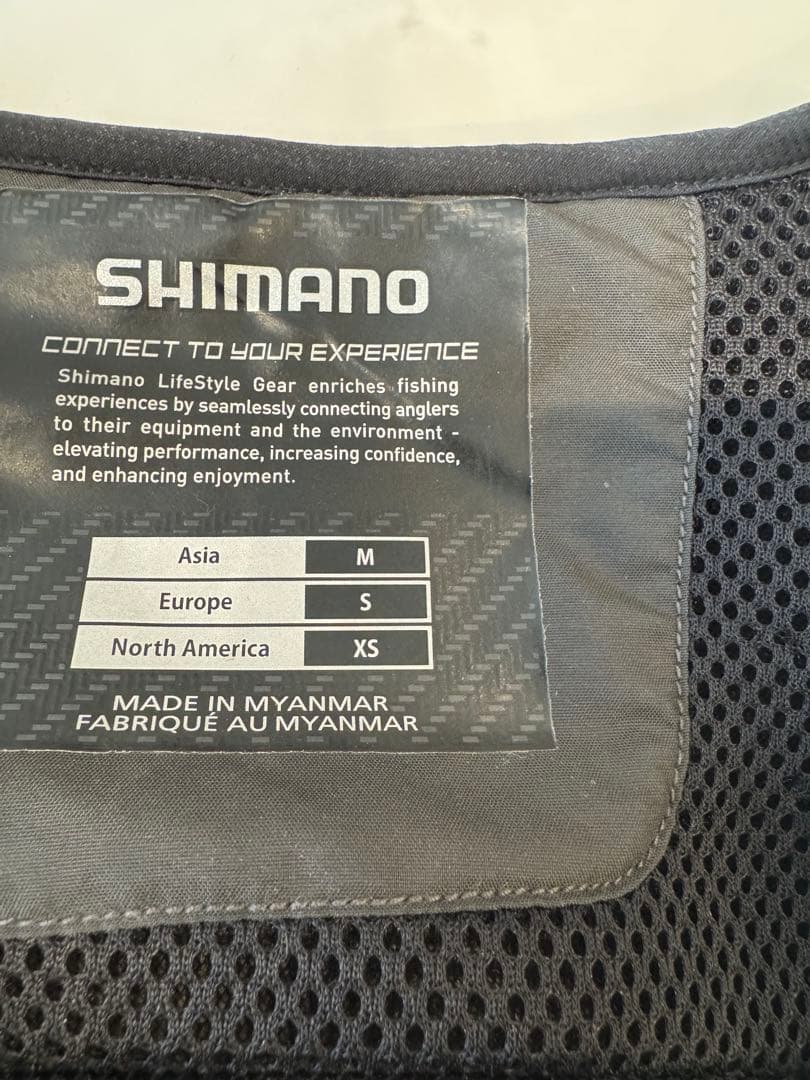 SHIMANO
CONNECT TO YOUR EXPERIENCE
Shimano LifeStyle Gear enriches fishing
experiences by seamlessly connecting anglers
to their equipment and the environment -
elevating performance, increasing confidence,
and enhancing enjoyment.
Asia M
Europe S
North America XS
MADE IN MYANMAR
FABRIQUÉ AU MYANMAR